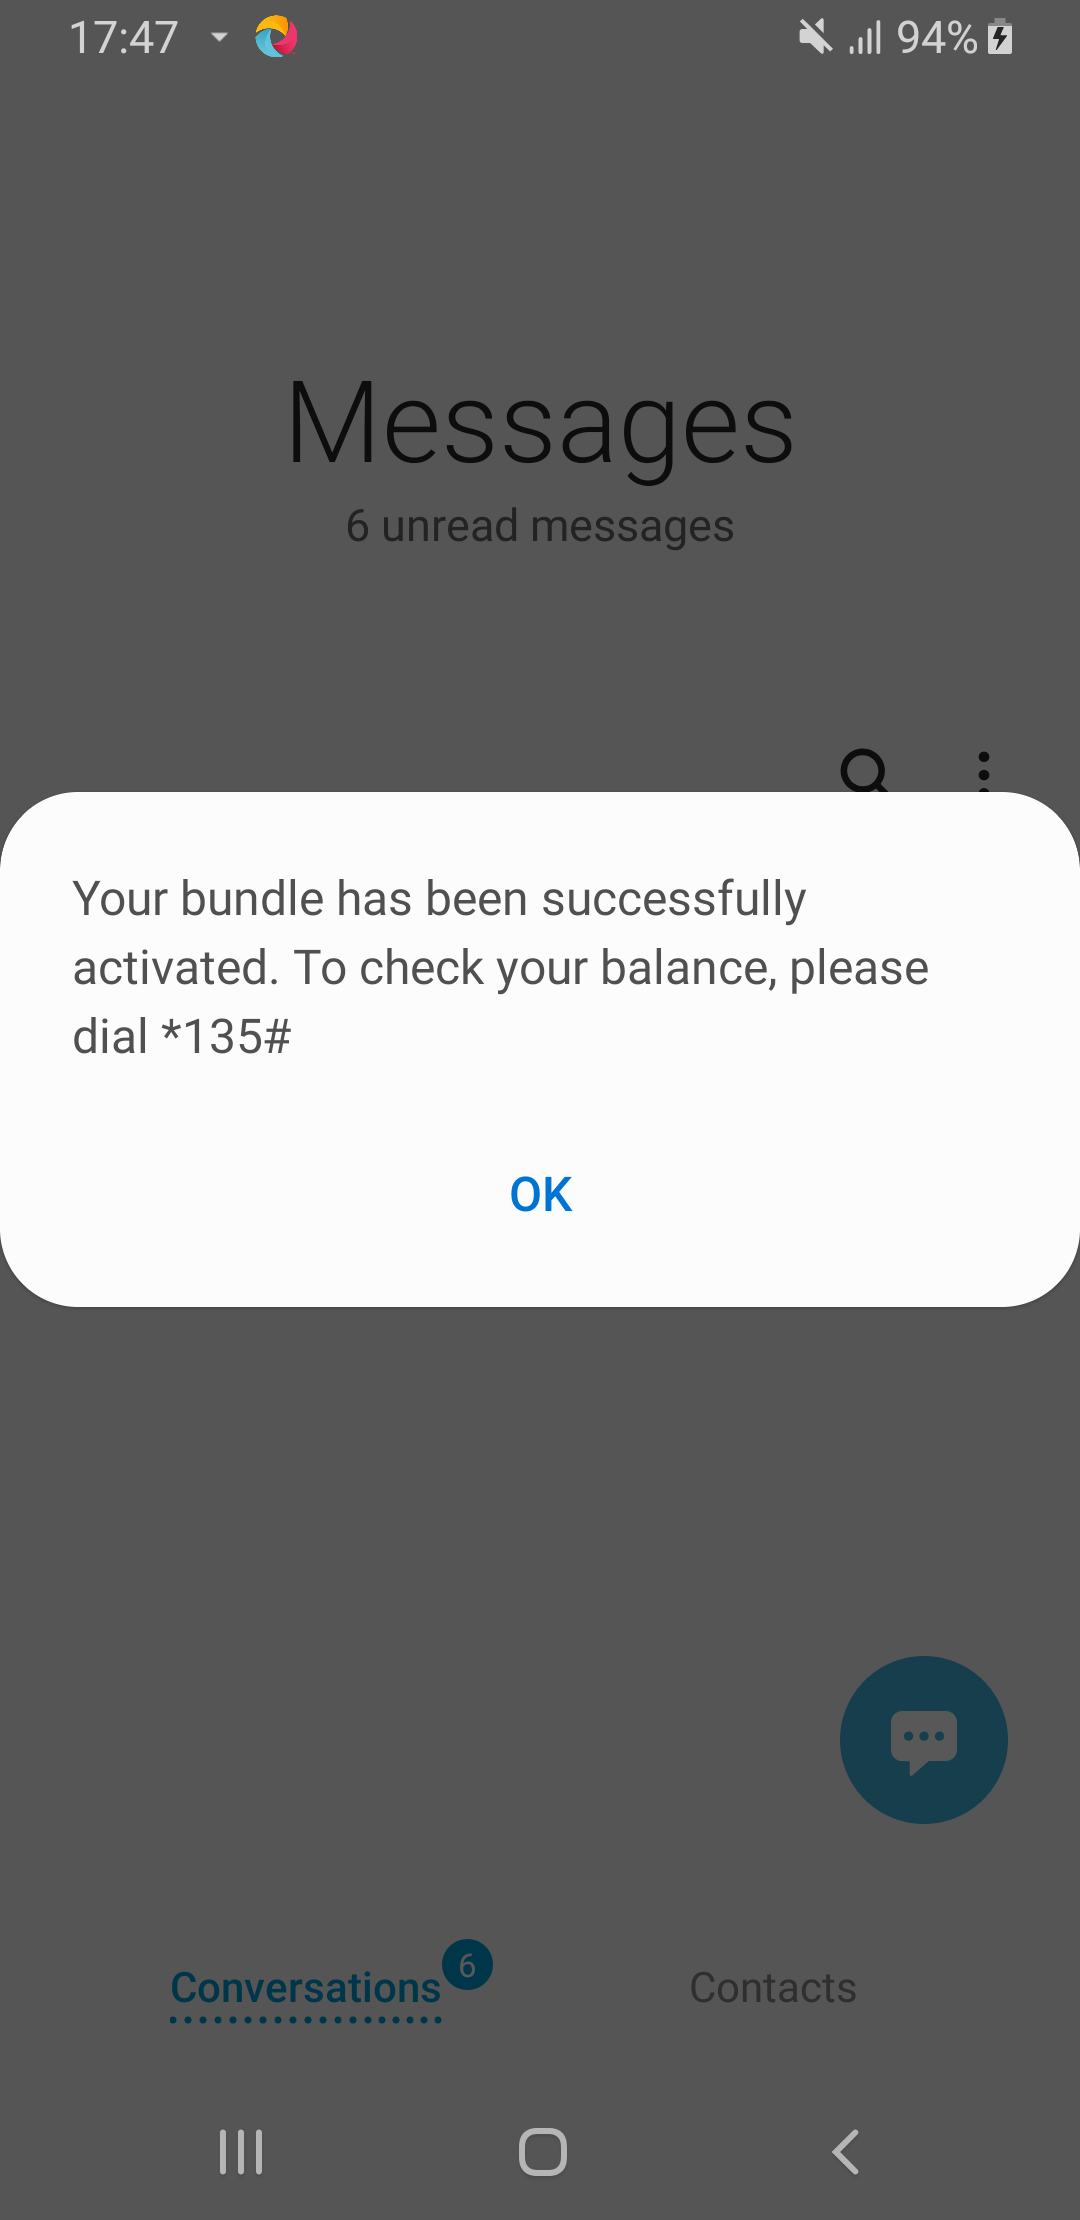 17:47
94%
Messages
6 unread messages
Your bundle has been successfully
activated. To check your balance, please
dial *135#
OK
Conversations
6
Contacts